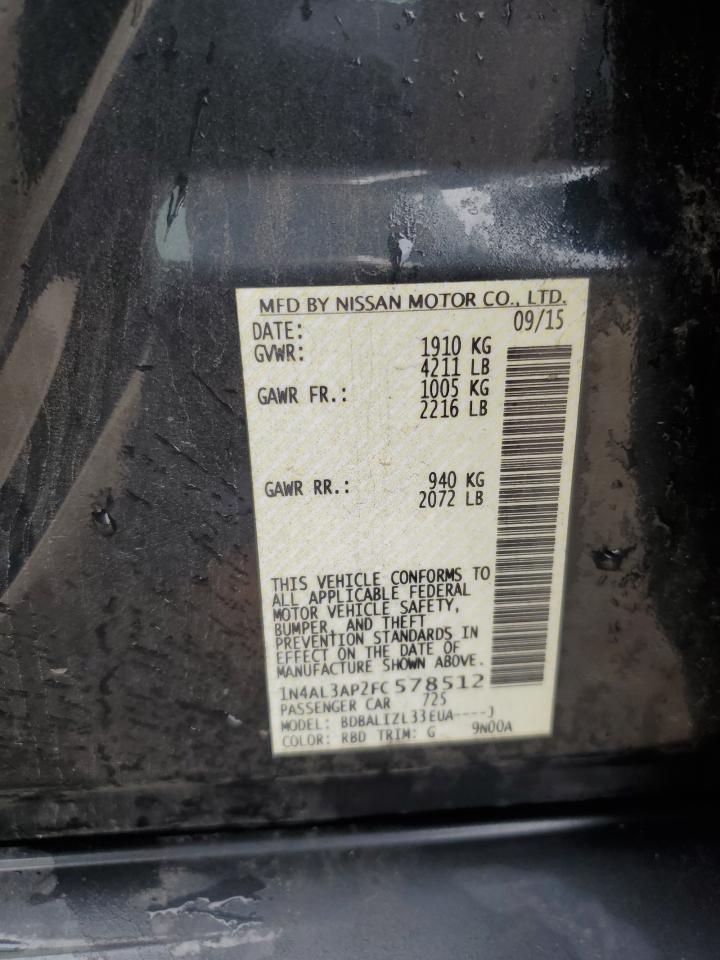 MFD BY NISSAN MOTOR CO., LTD.
DATE: 09/15
GVWR: 1910 KG
4211 LB
GAWR FR.: 1005 KG
2216 LB
GAWR RR.: 940 KG
2072 LB
THIS VEHICLE CONFORMS TO
ALL APPLICABLE FEDERAL
MOTOR VEHICLE SAFETY,
BUMPER, AND THEFT
PREVENTION STANDARDS IN
EFFECT ON THE DATE OF
MANUFACTURE SHOWN ABOVE.
1N4AL3AP2FC578512
PASSENGER CAR 725
MODEL: BDBALIZL33EUA----J
COLOR: RBD TRIM: G 9N00A